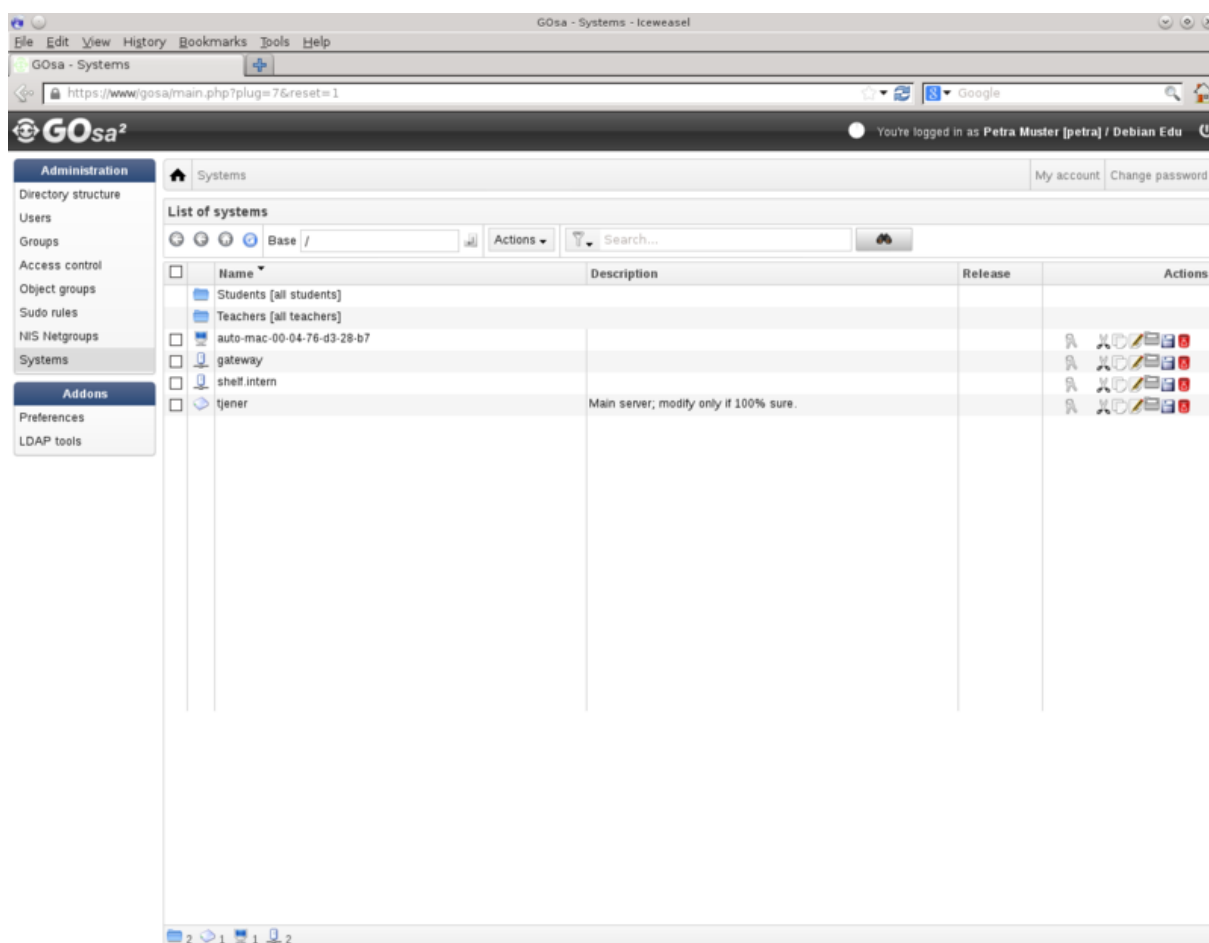 GOsa - Systems - Iceweasel
File Edit View History Bookmarks Tools Help
GOsa - Systems
https://www/gosa/main.php?plug=7&reset=1 Google
GOsa² You're logged in as Petra Muster [petra] / Debian Edu
Administration
Directory structure
Users
Groups
Access control
Object groups
Sudo rules
NIS Netgroups
Systems
Addons
Preferences
LDAP tools
Systems My account Change password
List of systems
Base / Actions Search...
Name Description Release Actions
Students [all students]
Teachers [all teachers]
auto-mac-00-04-76-d3-28-b7
gateway
shelf.intern
tjener Main server; modify only if 100% sure.
2 1 1 2